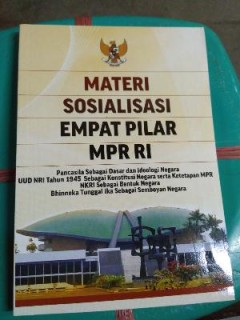 MATERI
SOSIALISASI
EMPAT PILAR
MPR RI
Pancasila Sebagai Dasar dan Ideologi Negara
UUD NRI Tahun 1945 Sebagai Konstitusi Negara serta Ketetapan MPR
NKRI Sebagai Bentuk Negara
Bhinneka Tunggal Ika Sebagai Semboyan Negara